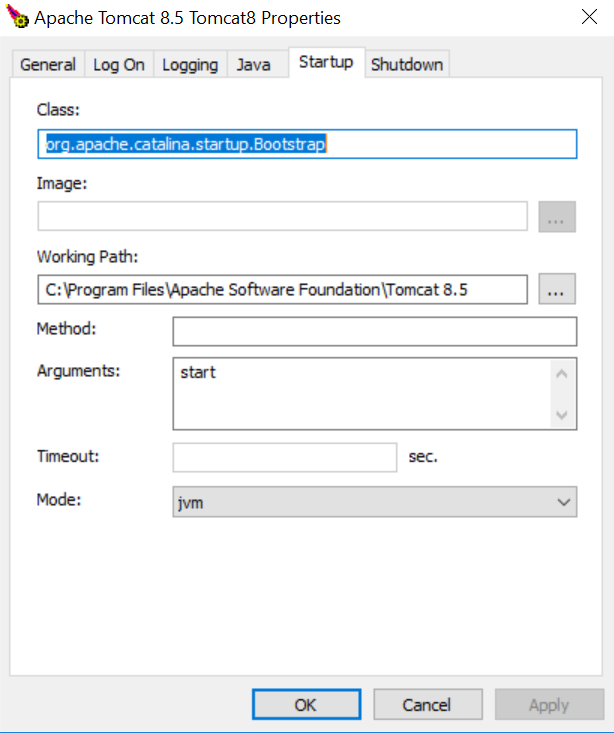 Apache Tomcat 8.5 Tomcat8 Properties
General Log On Logging Java Startup Shutdown
Class:
org.apache.catalina.startup.Bootstrap
Image:
...
Working Path:
C:\Program Files\Apache Software Foundation\Tomcat 8.5 ...
Method:
Arguments: start
Timeout: sec.
Mode: jvm
OK Cancel Apply